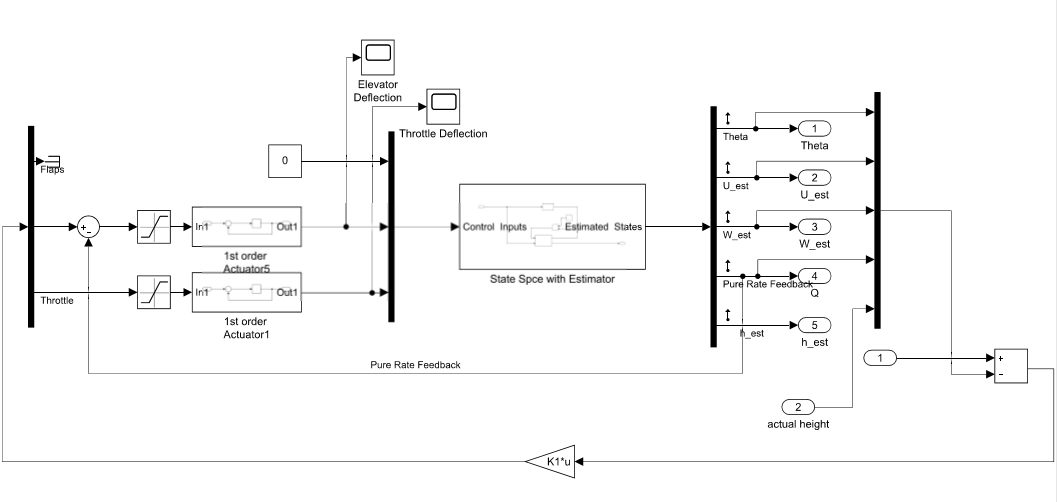 Elevator
Deflection
Throttle Deflection
Flaps
0
Theta
1
Theta
U_est
2
U_est
+
-
In1
Out1
1st order
Actuator5
Control Inputs
Estimated States
State Spce with Estimator
W_est
3
W_est
Pure Rate Feedback
4
Q
Throttle
In1
Out1
1st order
Actuator1
h_est
5
h_est
Pure Rate Feedback
1
+
-
2
actual height
K1*u